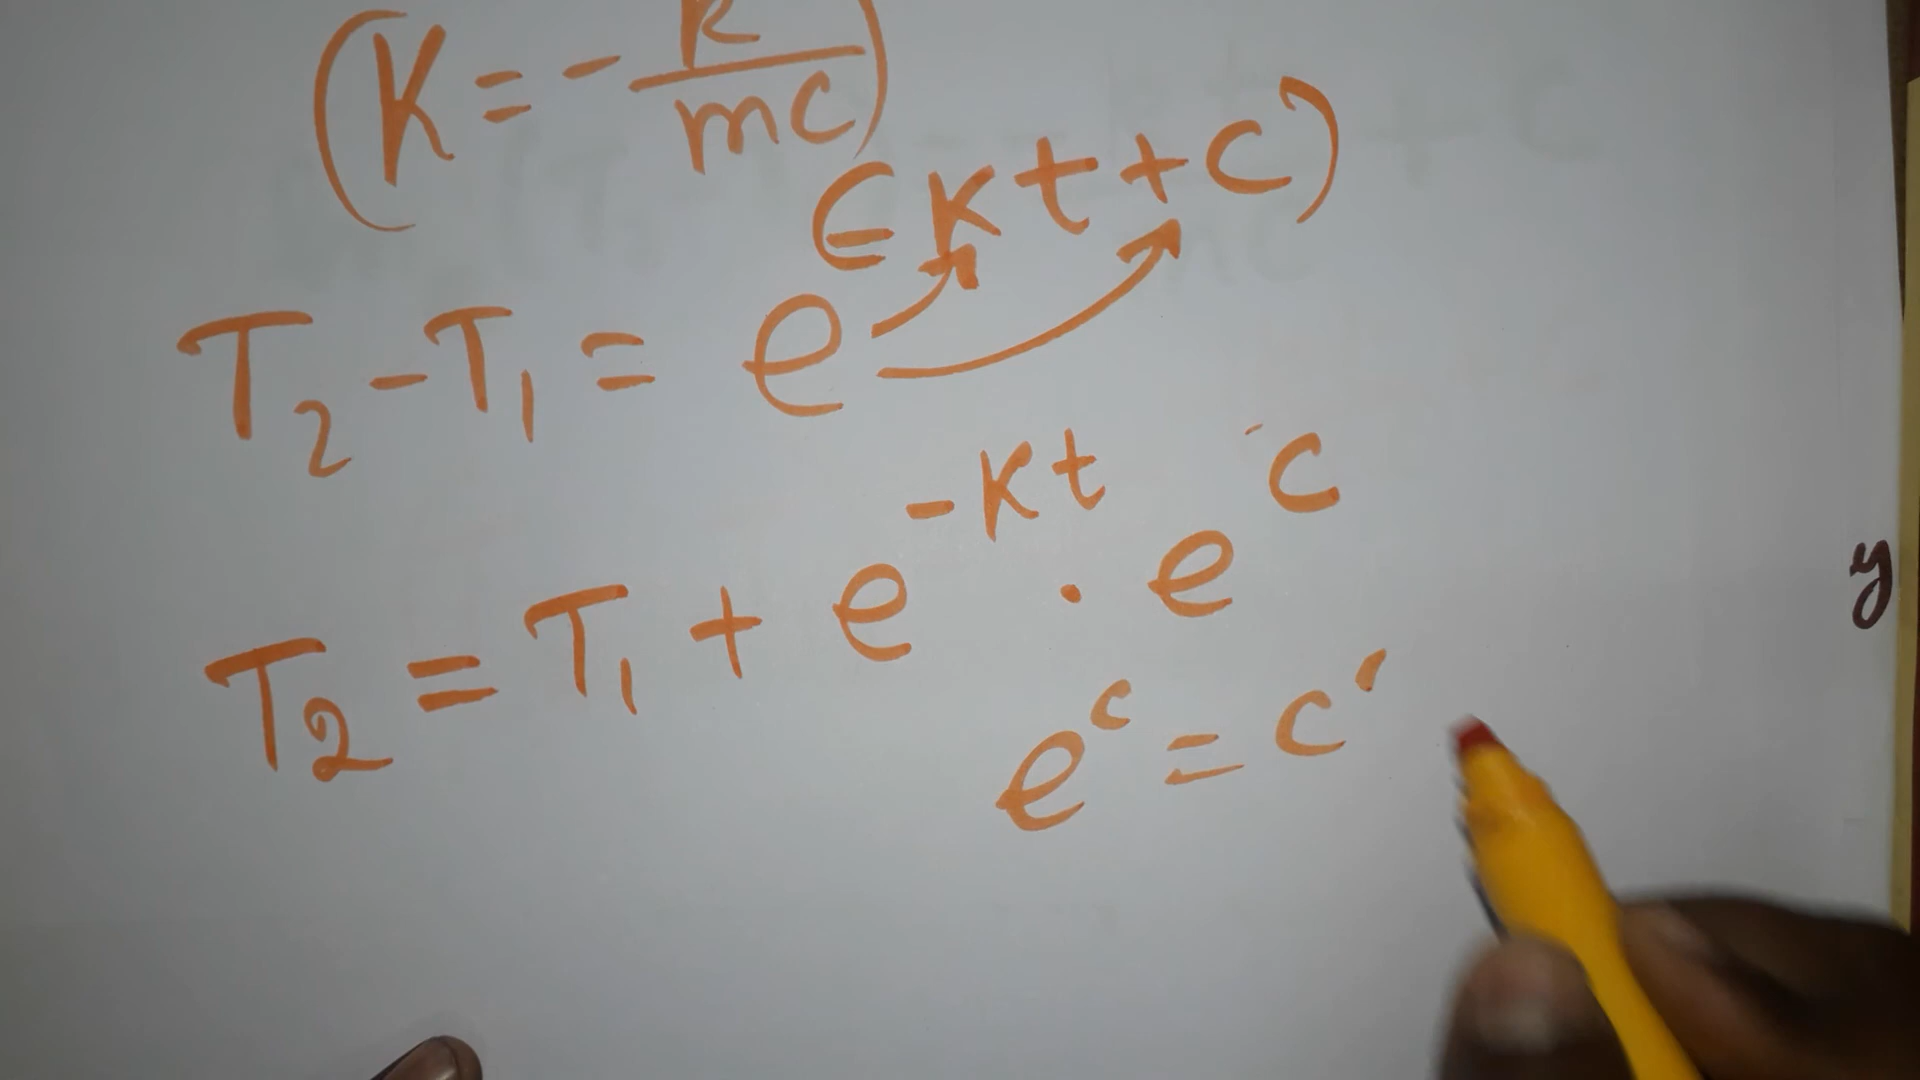 (K = - k/mc)
T₂ - T₁ = e^(-Kt + c)
T₂ = T₁ + e^-Kt · e^c
e^c = c'
y